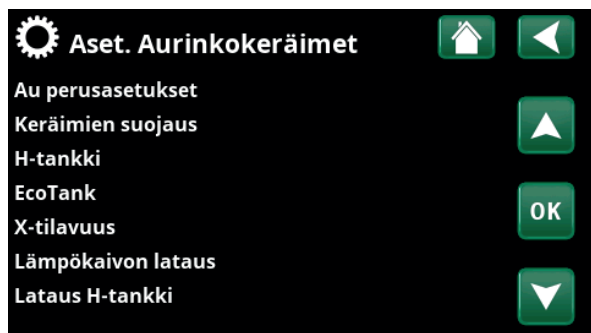 Aset. Aurinkokeräimet
Au perusasetukset
Keräimien suojaus
H-tankki
EcoTank
X-tilavuus
Lämpökaivon lataus
Lataus H-tankki
OK